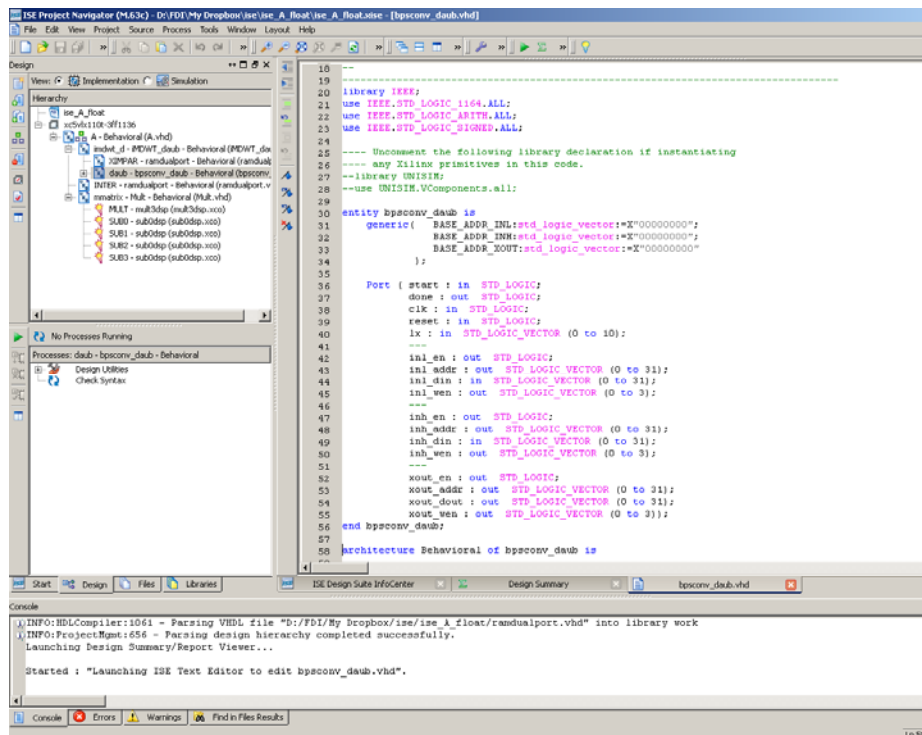 ISE Project Navigator (M.63c) - D:\FDI\My Dropbox\ise\ise_A_float\ise_A_float.xise - [bpsconv_daub.vhd]
File Edit View Project Source Process Tools Window Layout Help
Design
View: Implementation Simulation
Hierarchy
ise_A_float
xc5vlx110t-3ff1136
A - Behavioral (A.vhd)
imdwt_d - iMDWT_daub - Behavioral (iMDWT_dau
XIMPAR - ramdualport - Behavioral (ramdualp
daub - bpsconv_daub - Behavioral (bpsconv_
INTER - ramdualport - Behavioral (ramdualport.v
mmatrix - Mult - Behavioral (Mult.vhd)
MULT - mult3dsp (mult3dsp.xco)
SUB0 - sub0dsp (sub0dsp.xco)
SUB1 - sub0dsp (sub0dsp.xco)
SUB2 - sub0dsp (sub0dsp.xco)
SUB3 - sub0dsp (sub0dsp.xco)
No Processes Running
Processes: daub - bpsconv_daub - Behavioral
Design Utilities
Check Syntax
Start Design Files Libraries
18 --
19 ----------------------------------------------------------------------------------
20 library IEEE;
21 use IEEE.STD_LOGIC_1164.ALL;
22 use IEEE.STD_LOGIC_ARITH.ALL;
23 use IEEE.STD_LOGIC_SIGNED.ALL;
24
25 ---- Uncomment the following library declaration if instantiating
26 ---- any Xilinx primitives in this code.
27 --library UNISIM;
28 --use UNISIM.VComponents.all;
29
30 entity bpsconv_daub is
31 generic( BASE_ADDR_INL:std_logic_vector:=X"00000000";
32 BASE_ADDR_INH:std_logic_vector:=X"00000000";
33 BASE_ADDR_XOUT:std_logic_vector:=X"00000000"
34 );
35
36 Port ( start : in STD_LOGIC;
37 done : out STD_LOGIC;
38 clk : in STD_LOGIC;
39 reset : in STD_LOGIC;
40 lx : in STD_LOGIC_VECTOR (0 to 10);
41 ---
42 inl_en : out STD_LOGIC;
43 inl_addr : out STD_LOGIC_VECTOR (0 to 31);
44 inl_din : in STD_LOGIC_VECTOR (0 to 31);
45 inl_wen : out STD_LOGIC_VECTOR (0 to 3);
46 ---
47 inh_en : out STD_LOGIC;
48 inh_addr : out STD_LOGIC_VECTOR (0 to 31);
49 inh_din : in STD_LOGIC_VECTOR (0 to 31);
50 inh_wen : out STD_LOGIC_VECTOR (0 to 3);
51 ---
52 xout_en : out STD_LOGIC;
53 xout_addr : out STD_LOGIC_VECTOR (0 to 31);
54 xout_dout : out STD_LOGIC_VECTOR (0 to 31);
55 xout_wen : out STD_LOGIC_VECTOR (0 to 3));
56 end bpsconv_daub;
57
58 architecture Behavioral of bpsconv_daub is
ISE Design Suite InfoCenter Design Summary bpsconv_daub.vhd
Console
INFO:HDLCompiler:1061 - Parsing VHDL file "D:/FDI/My Dropbox/ise/ise_A_float/ramdualport.vhd" into library work
INFO:ProjectMgmt:656 - Parsing design hierarchy completed successfully.
Launching Design Summary/Report Viewer...
Started : "Launching ISE Text Editor to edit bpsconv_daub.vhd".
Console Errors Warnings Find in Files Results